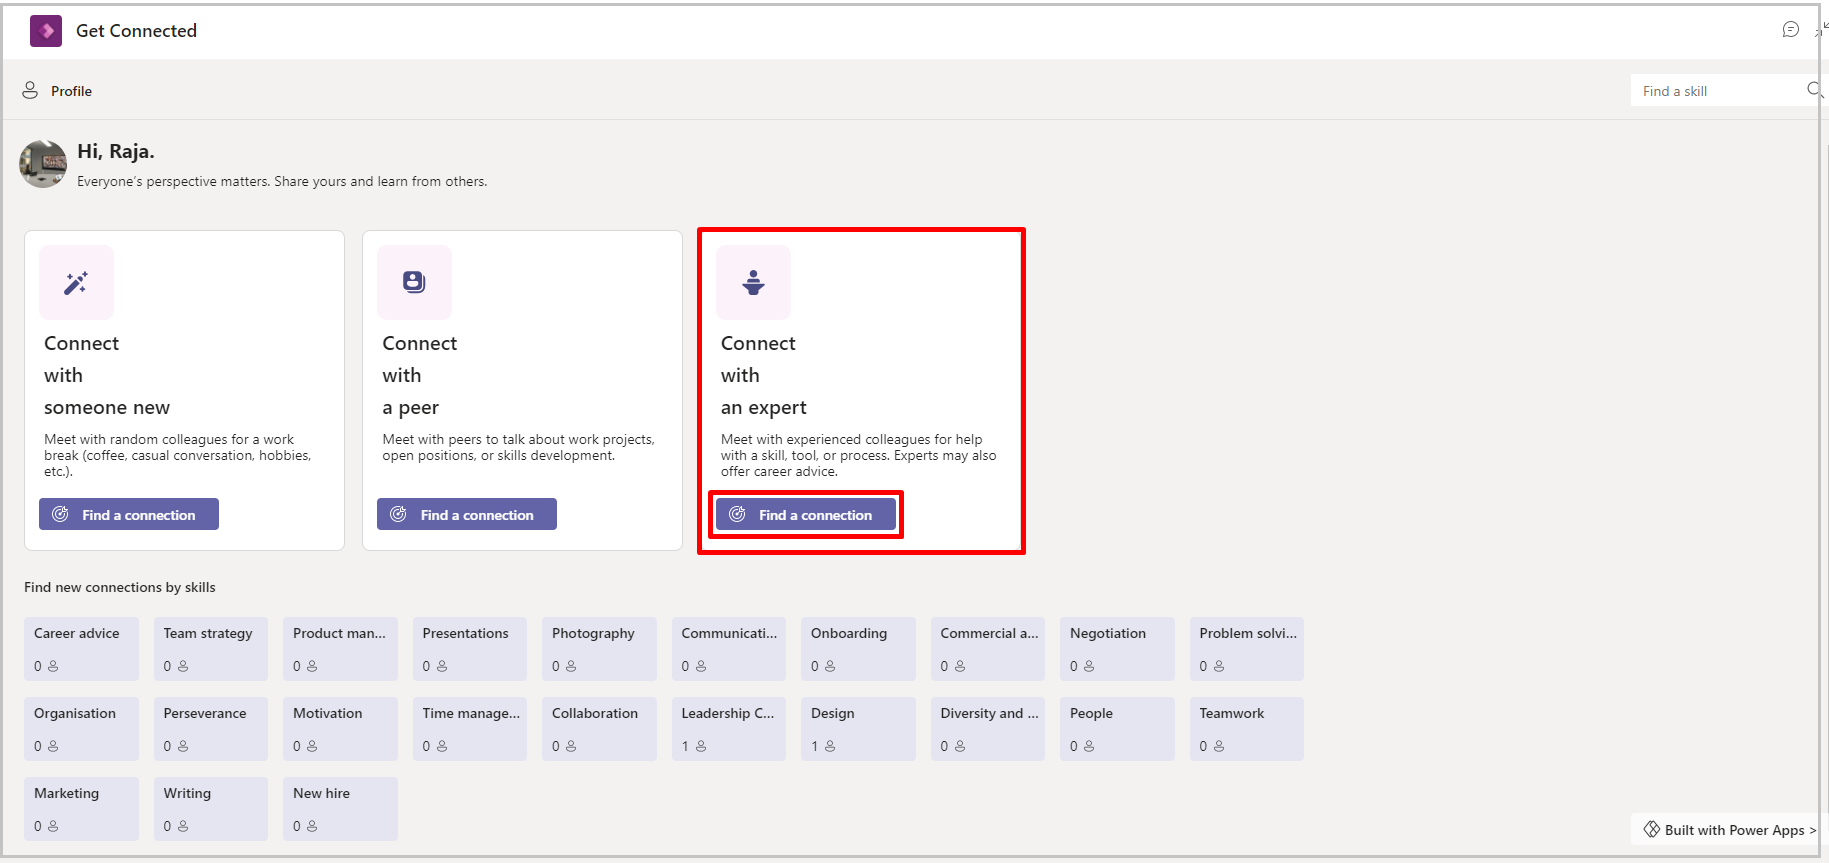 Get Connected
Profile
Find a skill
Hi, Raja.
Everyone's perspective matters. Share yours and learn from others.
Connect
with
someone new
Meet with random colleagues for a work
break (coffee, casual conversation, hobbies,
etc.).
Find a connection
Connect
with
a peer
Meet with peers to talk about work projects,
open positions, or skills development.
Find a connection
Connect
with
an expert
Meet with experienced colleagues for help
with a skill, tool, or process. Experts may also
offer career advice.
Find a connection
Find new connections by skills
Career advice
0
Team strategy
0
Product man...
0
Presentations
0
Photography
0
Communicati...
0
Onboarding
0
Commercial a...
0
Negotiation
0
Problem solvi...
0
Organisation
0
Perseverance
0
Motivation
0
Time manage...
0
Collaboration
0
Leadership C...
1
Design
1
Diversity and ...
0
People
0
Teamwork
0
Marketing
0
Writing
0
New hire
0
Built with Power Apps >